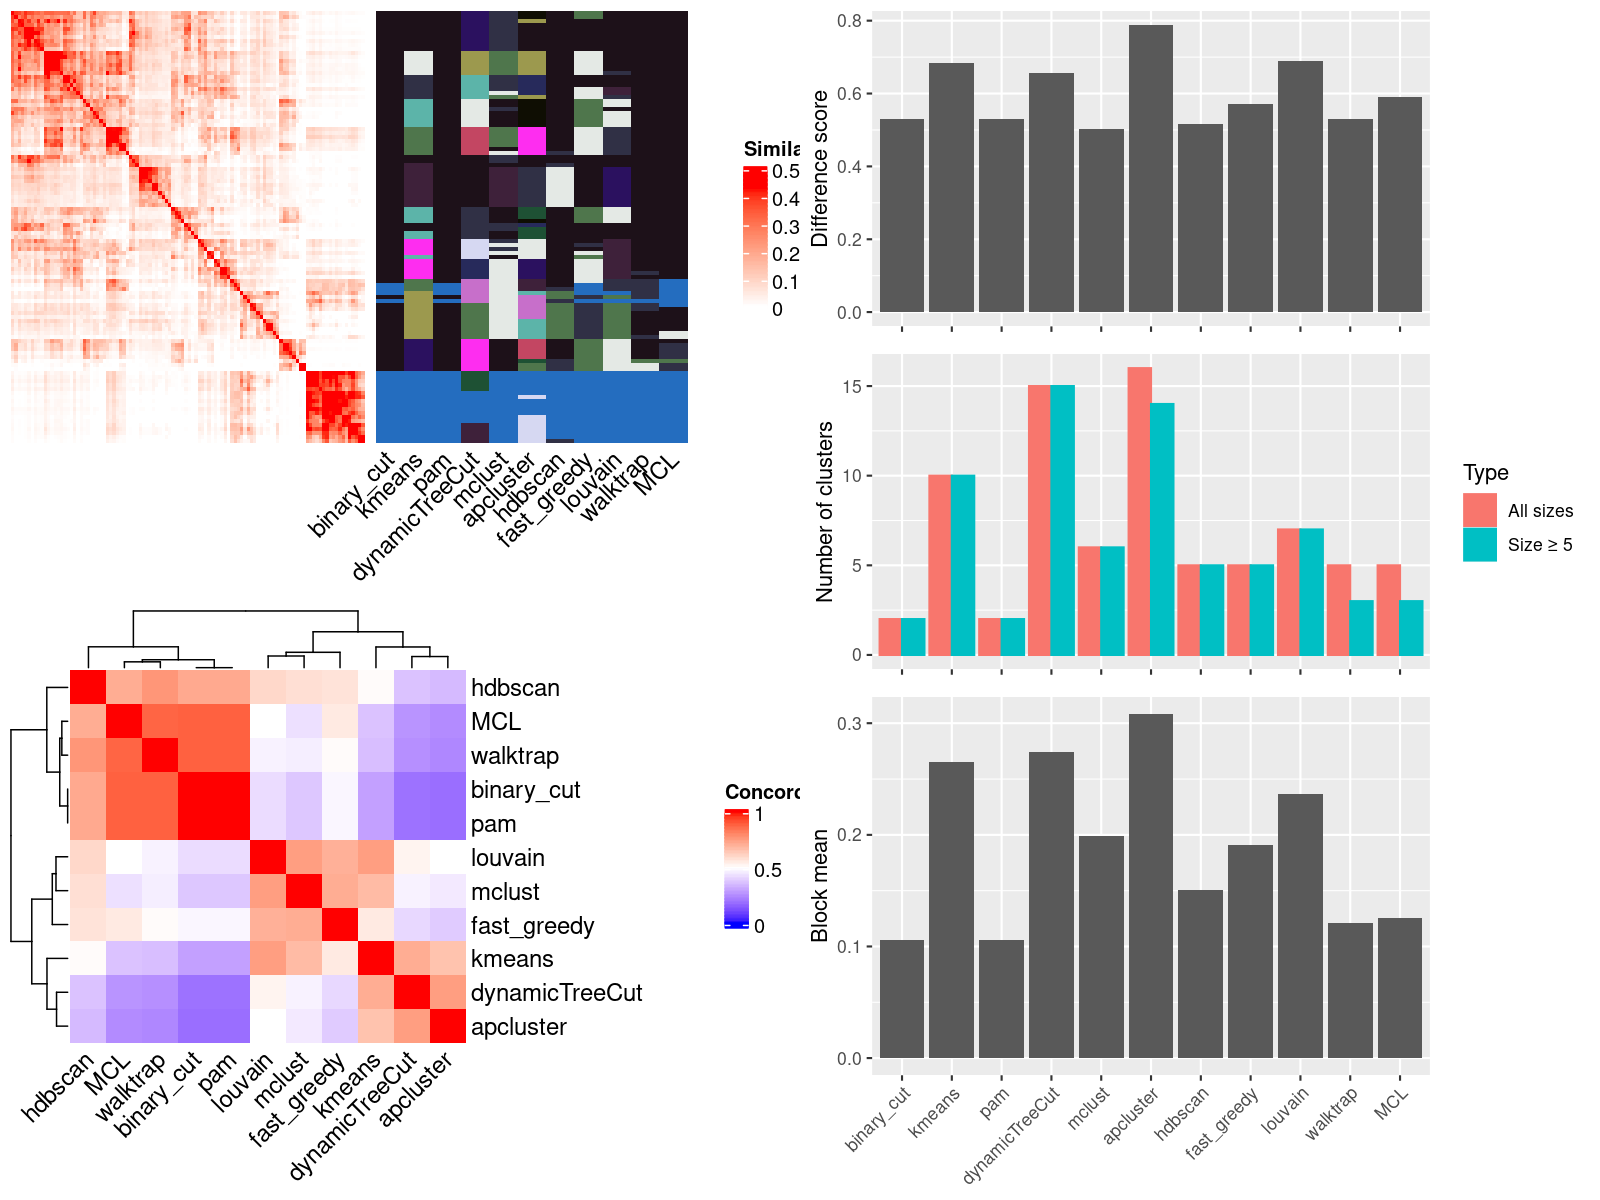 Simila
0.5
0.4
0.3
0.2
0.1
0
binary_cut
kmeans
pam
dynamicTreeCut
mclust
apcluster
hdbscan
fast_greedy
louvain
walktrap
MCL
Difference score
0.8
0.6
0.4
0.2
0.0
Number of clusters
15
10
5
0
Type
All sizes
Size ≥ 5
hdbscan
MCL
walktrap
binary_cut
pam
louvain
mclust
fast_greedy
kmeans
dynamicTreeCut
apcluster
hdbscan
MCL
walktrap
binary_cut
pam
louvain
mclust
fast_greedy
kmeans
dynamicTreeCut
apcluster
Concord
1
0.5
0
Block mean
0.3
0.2
0.1
0.0
binary_cut
kmeans
pam
dynamicTreeCut
mclust
apcluster
hdbscan
fast_greedy
louvain
walktrap
MCL